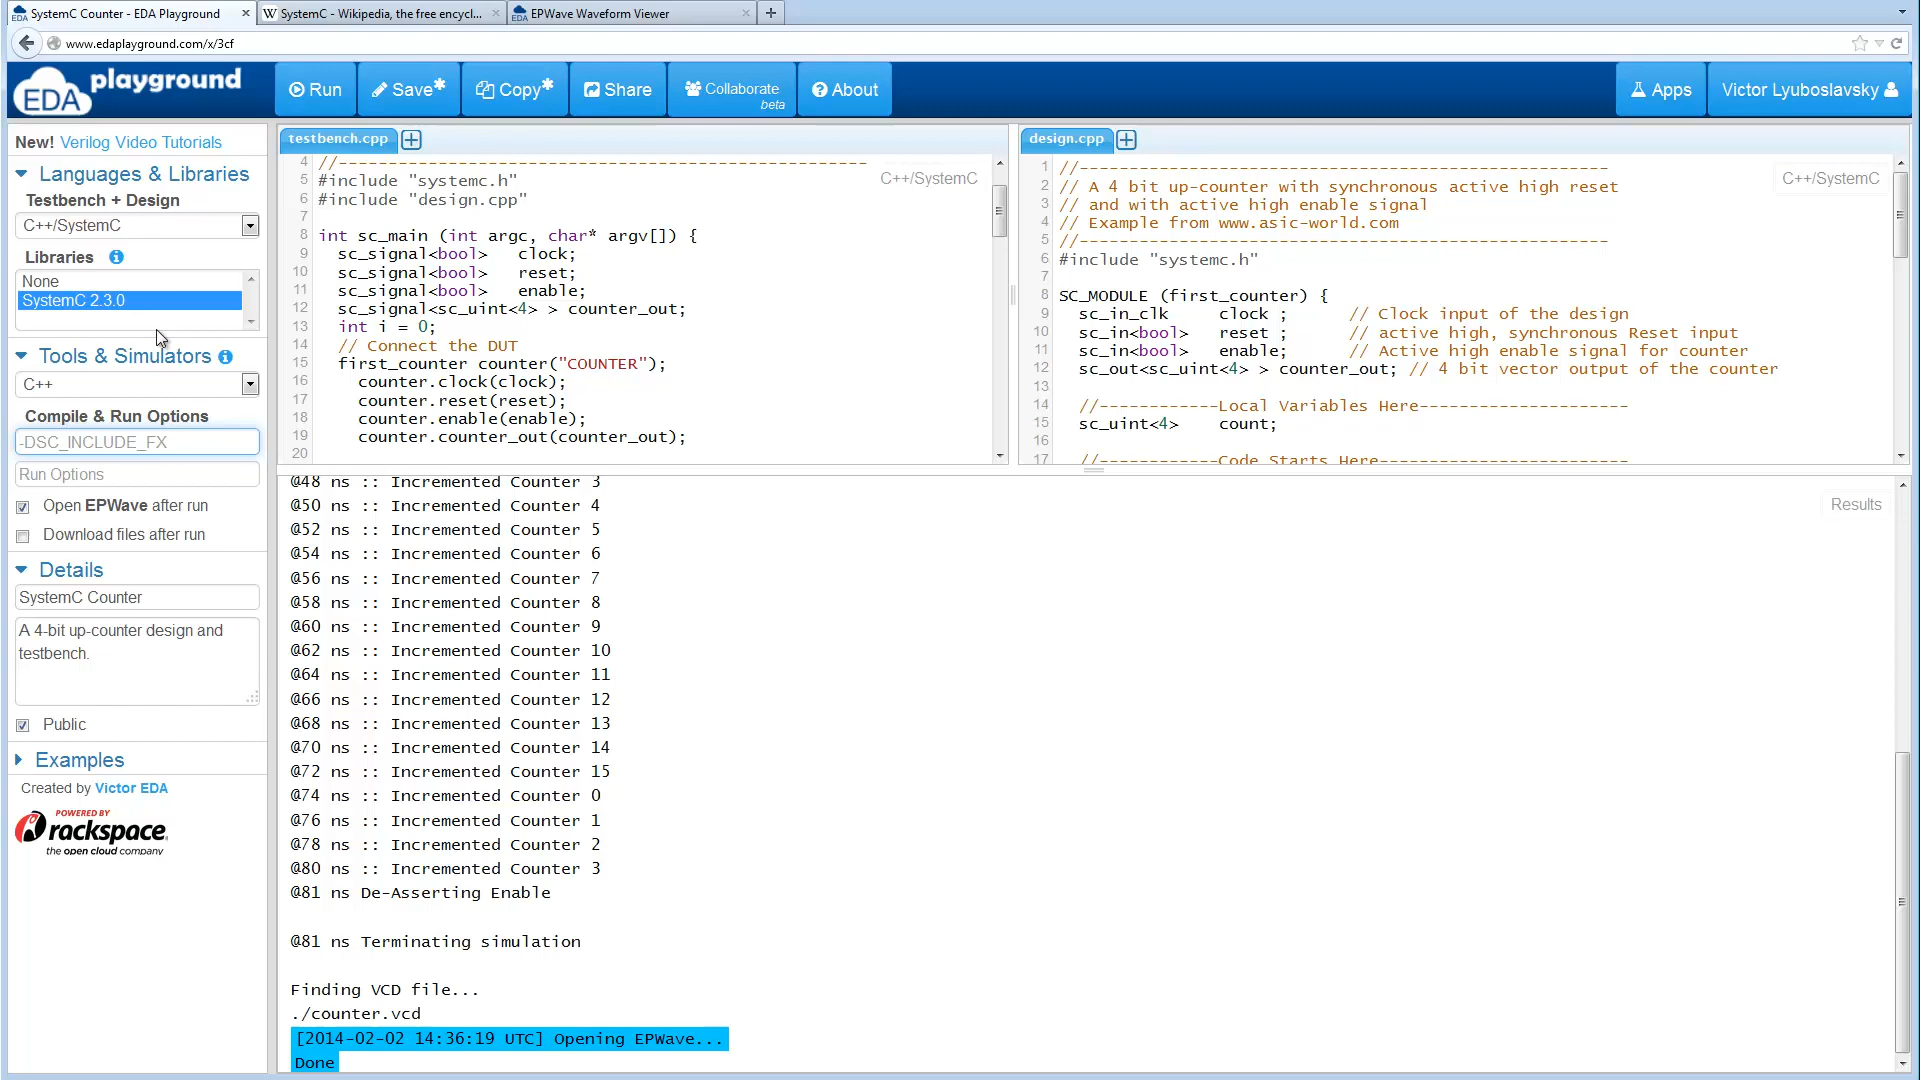 SystemC Counter - EDA Playground
SystemC - Wikipedia, the free encycl...
EPWave Waveform Viewer
www.edaplayground.com/x/3cf
EDA playground
Run
Save*
Copy*
Share
Collaborate
beta
About
Apps
Victor Lyuboslavsky
New! Verilog Video Tutorials
Languages & Libraries
Testbench + Design
C++/SystemC
Libraries
None
SystemC 2.3.0
Tools & Simulators
C++
Compile & Run Options
-DSC_INCLUDE_FX
Run Options
Open EPWave after run
Download files after run
Details
SystemC Counter
A 4-bit up-counter design and
testbench.
Public
Examples
Created by Victor EDA
POWERED BY
rackspace
the open cloud company
testbench.cpp
C++/SystemC
4 //-----------------------------------------------------
5 #include "systemc.h"
6 #include "design.cpp"
7
8 int sc_main (int argc, char* argv[]) {
9 sc_signal<bool> clock;
10 sc_signal<bool> reset;
11 sc_signal<bool> enable;
12 sc_signal<sc_uint<4> > counter_out;
13 int i = 0;
14 // Connect the DUT
15 first_counter counter("COUNTER");
16 counter.clock(clock);
17 counter.reset(reset);
18 counter.enable(enable);
19 counter.counter_out(counter_out);
20
design.cpp
C++/SystemC
1 //-----------------------------------------------------
2 // A 4 bit up-counter with synchronous active high reset
3 // and with active high enable signal
4 // Example from www.asic-world.com
5 //-----------------------------------------------------
6 #include "systemc.h"
7
8 SC_MODULE (first_counter) {
9 sc_in_clk clock ; // Clock input of the design
10 sc_in<bool> reset ; // active high, synchronous Reset input
11 sc_in<bool> enable; // Active high enable signal for counter
12 sc_out<sc_uint<4> > counter_out; // 4 bit vector output of the counter
13
14 //------------Local Variables Here---------------------
15 sc_uint<4> count;
16
17 //------------Code Starts Here-------------------------
Results
@48 ns :: Incremented Counter 3
@50 ns :: Incremented Counter 4
@52 ns :: Incremented Counter 5
@54 ns :: Incremented Counter 6
@56 ns :: Incremented Counter 7
@58 ns :: Incremented Counter 8
@60 ns :: Incremented Counter 9
@62 ns :: Incremented Counter 10
@64 ns :: Incremented Counter 11
@66 ns :: Incremented Counter 12
@68 ns :: Incremented Counter 13
@70 ns :: Incremented Counter 14
@72 ns :: Incremented Counter 15
@74 ns :: Incremented Counter 0
@76 ns :: Incremented Counter 1
@78 ns :: Incremented Counter 2
@80 ns :: Incremented Counter 3
@81 ns De-Asserting Enable
@81 ns Terminating simulation
Finding VCD file...
./counter.vcd
[2014-02-02 14:36:19 UTC] Opening EPWave...
Done